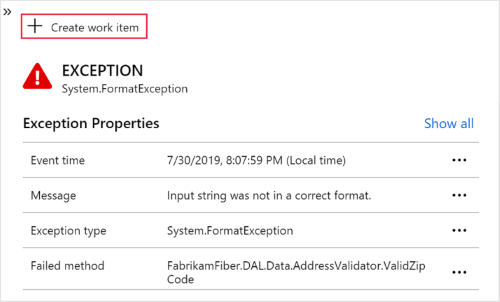 »
+ Create work item
EXCEPTION
System.FormatException
Exception Properties Show all
Event time 7/30/2019, 8:07:59 PM (Local time) •••
Message Input string was not in a correct format. •••
Exception type System.FormatException •••
Failed method FabrikamFiber.DAL.Data.AddressValidator.ValidZip •••
Code